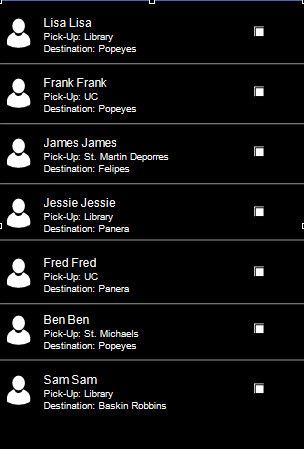 Lisa Lisa
Pick-Up: Library
Destination: Popeyes
Frank Frank
Pick-Up: UC
Destination: Popeyes
James James
Pick-Up: St. Martin Deporres
Destination: Felipes
Jessie Jessie
Pick-Up: Library
Destination: Panera
Fred Fred
Pick-Up: UC
Destination: Panera
Ben Ben
Pick-Up: St. Michaels
Destination: Popeyes
Sam Sam
Pick-Up: Library
Destination: Baskin Robbins